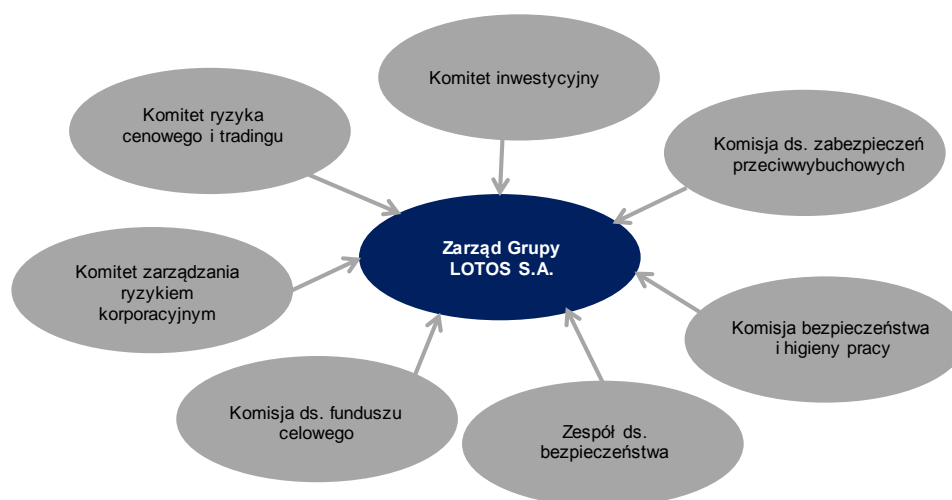 Komitet inwestycyjny
Komitet ryzyka
cenowego i tradingu
Komisja ds. zabezpieczeń
przeciwwybuchowych
Zarząd Grupy
LOTOS S.A.
Komitet zarządzania
ryzykiem
korporacyjnym
Komisja bezpieczeństwa
i higieny pracy
Komisja ds. funduszu
celowego
Zespół ds.
bezpieczeństwa